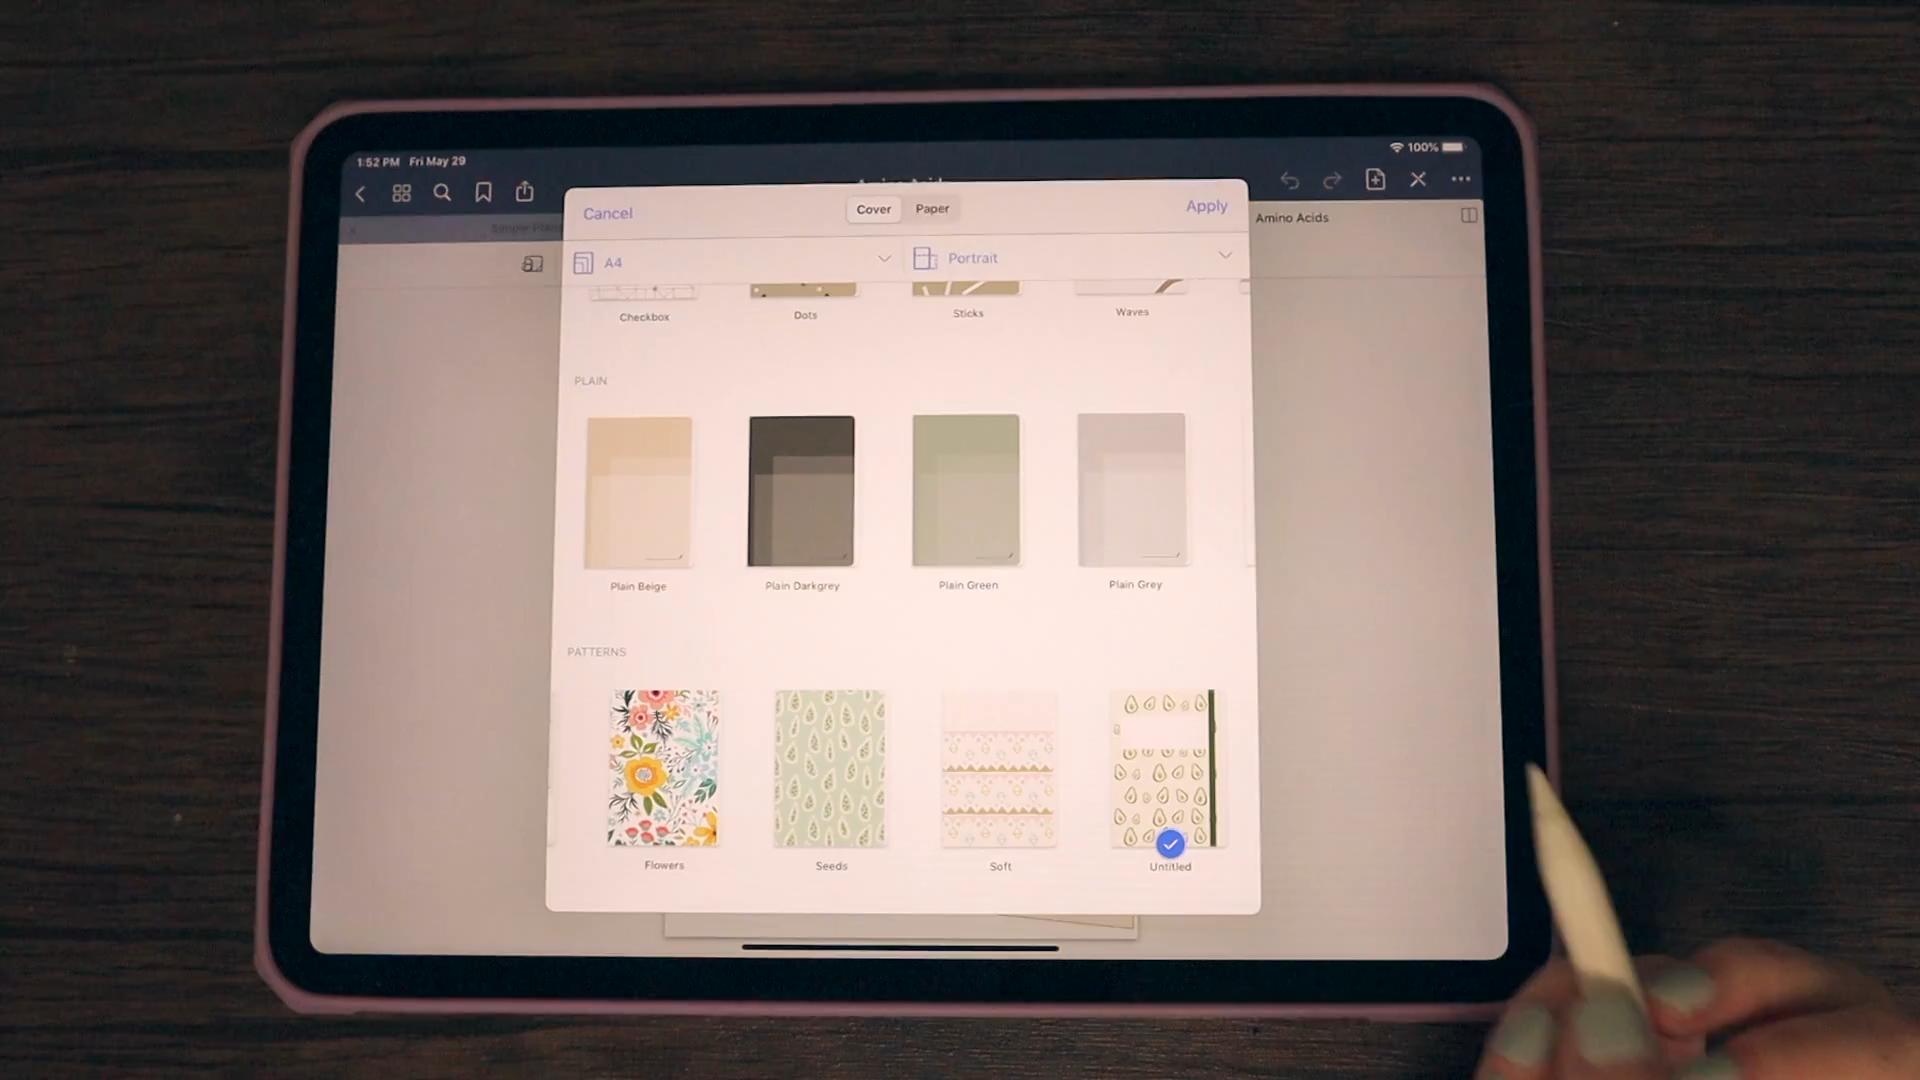 1:52 PM Fri May 29
100%
Cancel
Cover
Paper
Apply
Amino Acids
A4
Portrait
Checkbox
Dots
Sticks
Waves
PLAIN
Plain Beige
Plain Darkgrey
Plain Green
Plain Grey
PATTERNS
Flowers
Seeds
Soft
Untitled